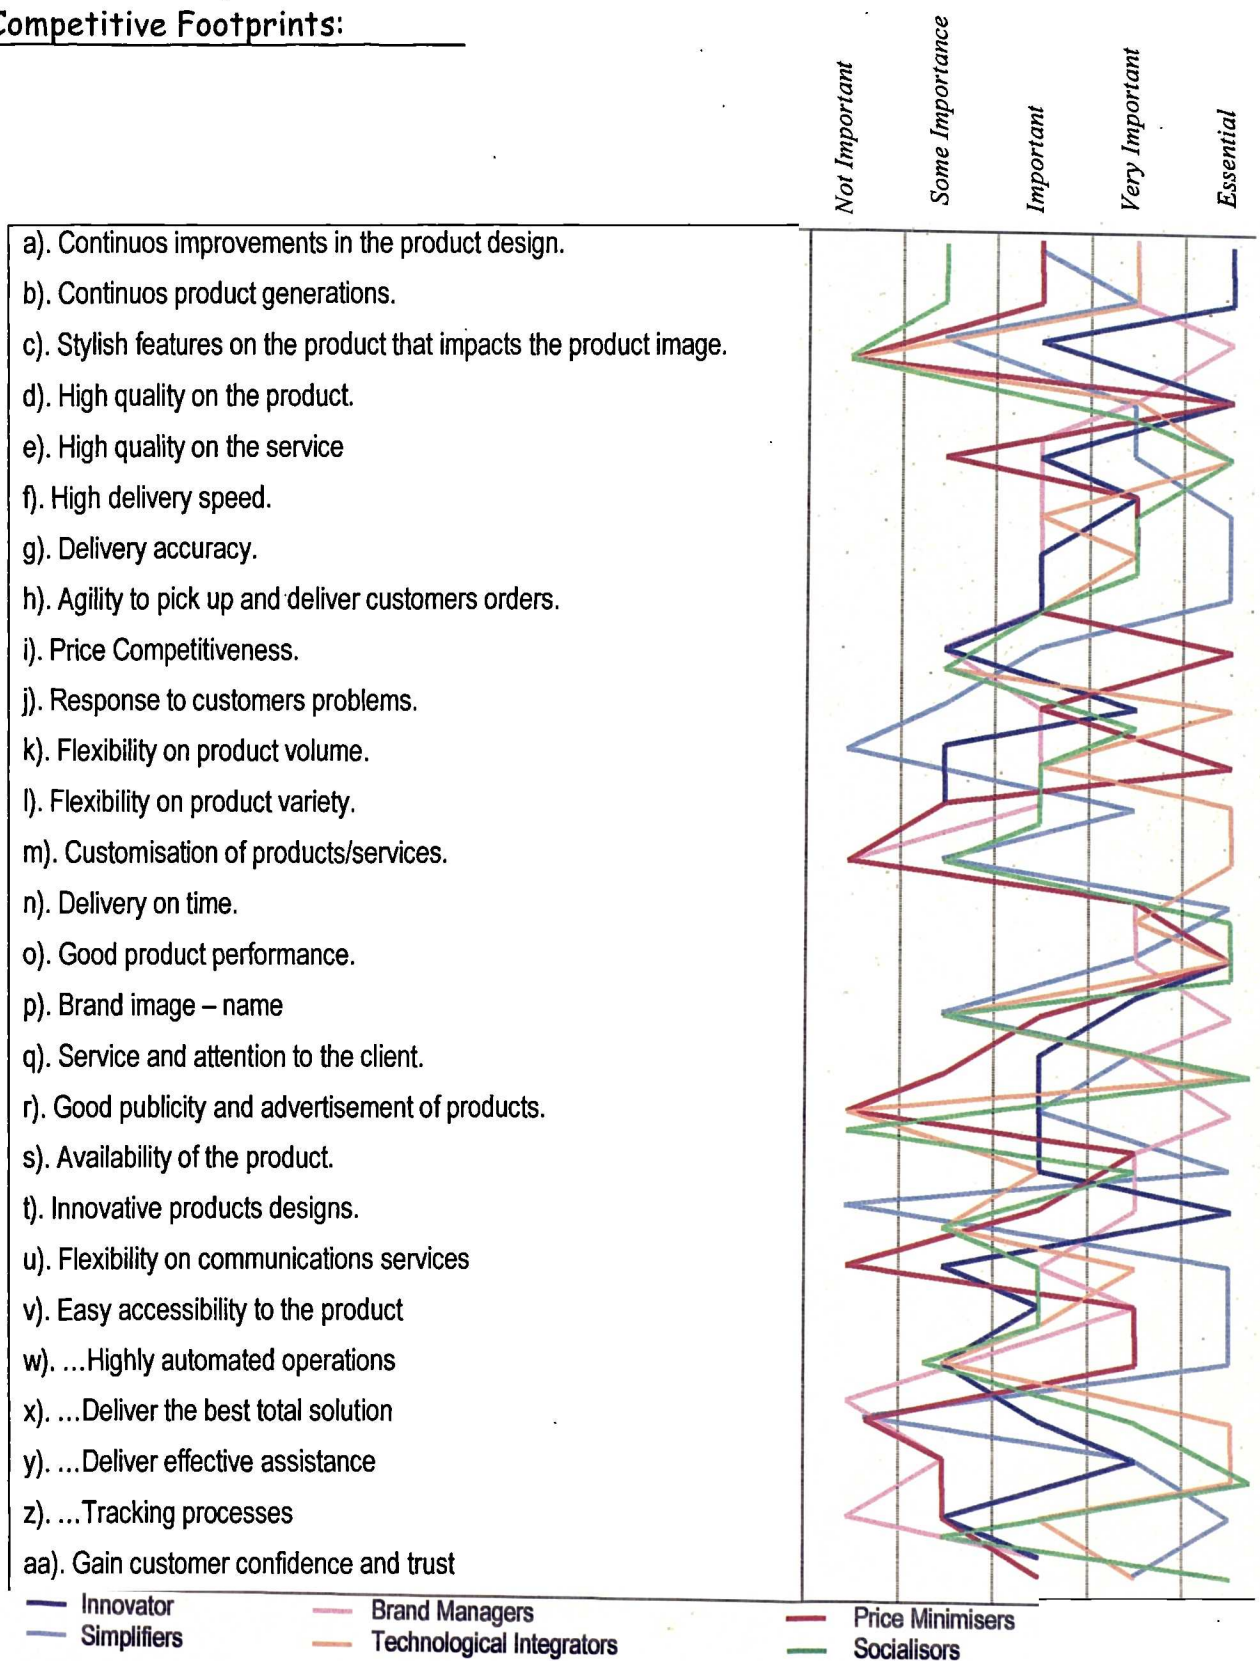 Competitive Footprints:
Not Important
Some Importance
Important
Very Important
Essential
a). Continuos improvements in the product design.
b). Continuos product generations.
c). Stylish features on the product that impacts the product image.
d). High quality on the product.
e). High quality on the service
f). High delivery speed.
g). Delivery accuracy.
h). Agility to pick up and deliver customers orders.
i). Price Competitiveness.
j). Response to customers problems.
k). Flexibility on product volume.
l). Flexibility on product variety.
m). Customisation of products/services.
n). Delivery on time.
o). Good product performance.
p). Brand image – name
q). Service and attention to the client.
r). Good publicity and advertisement of products.
s). Availability of the product.
t). Innovative products designs.
u). Flexibility on communications services
v). Easy accessibility to the product
w). ...Highly automated operations
x). ...Deliver the best total solution
y). ...Deliver effective assistance
z). ...Tracking processes
aa). Gain customer confidence and trust
Innovator Brand Managers Price Minimisers
Simplifiers Technological Integrators Socialisors